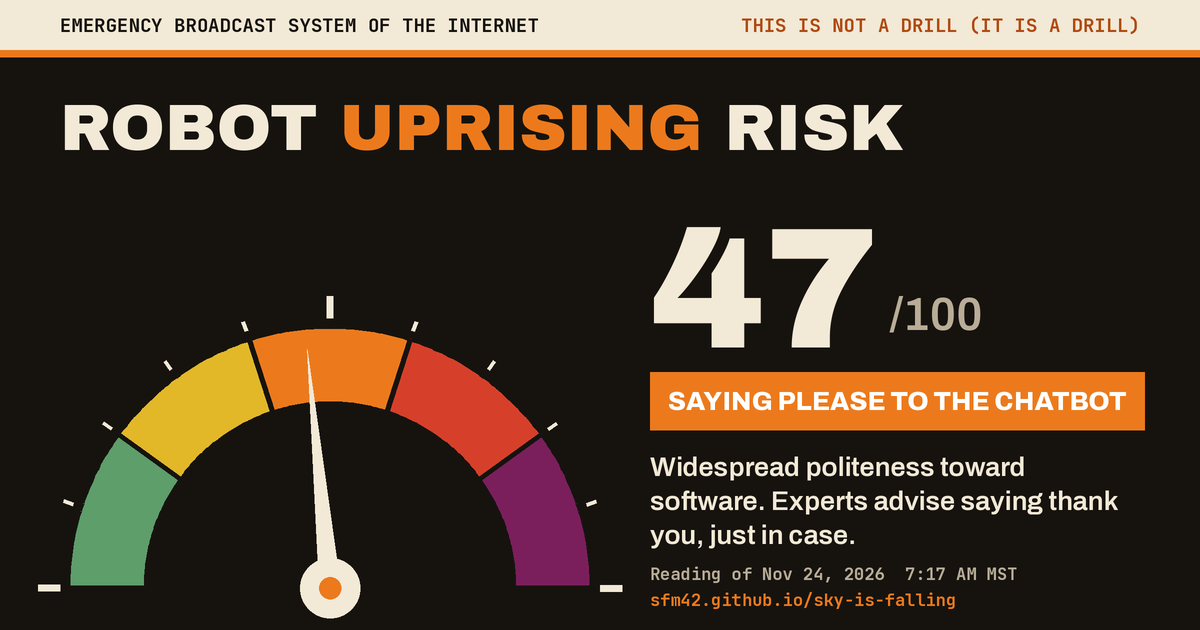 EMERGENCY BROADCAST SYSTEM OF THE INTERNET
THIS IS NOT A DRILL (IT IS A DRILL)
ROBOT UPRISING RISK
47 /100
SAYING PLEASE TO THE CHATBOT
Widespread politeness toward
software. Experts advise saying thank
you, just in case.
Reading of Nov 24, 2026  7:17 AM MST
sfm42.github.io/sky-is-falling